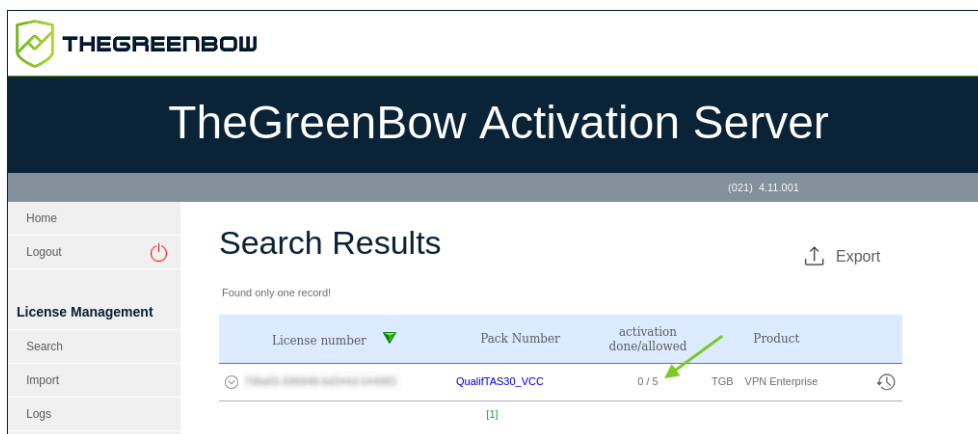 THEGREENBOW
TheGreenBow Activation Server
(021) 4.11.001
Home
Logout
License Management
Search
Import
Logs
Search Results
Export
Found only one record!
License number Pack Number activation done/allowed Product
QualifTAS30_VCC 0 / 5 TGB VPN Enterprise
[1]